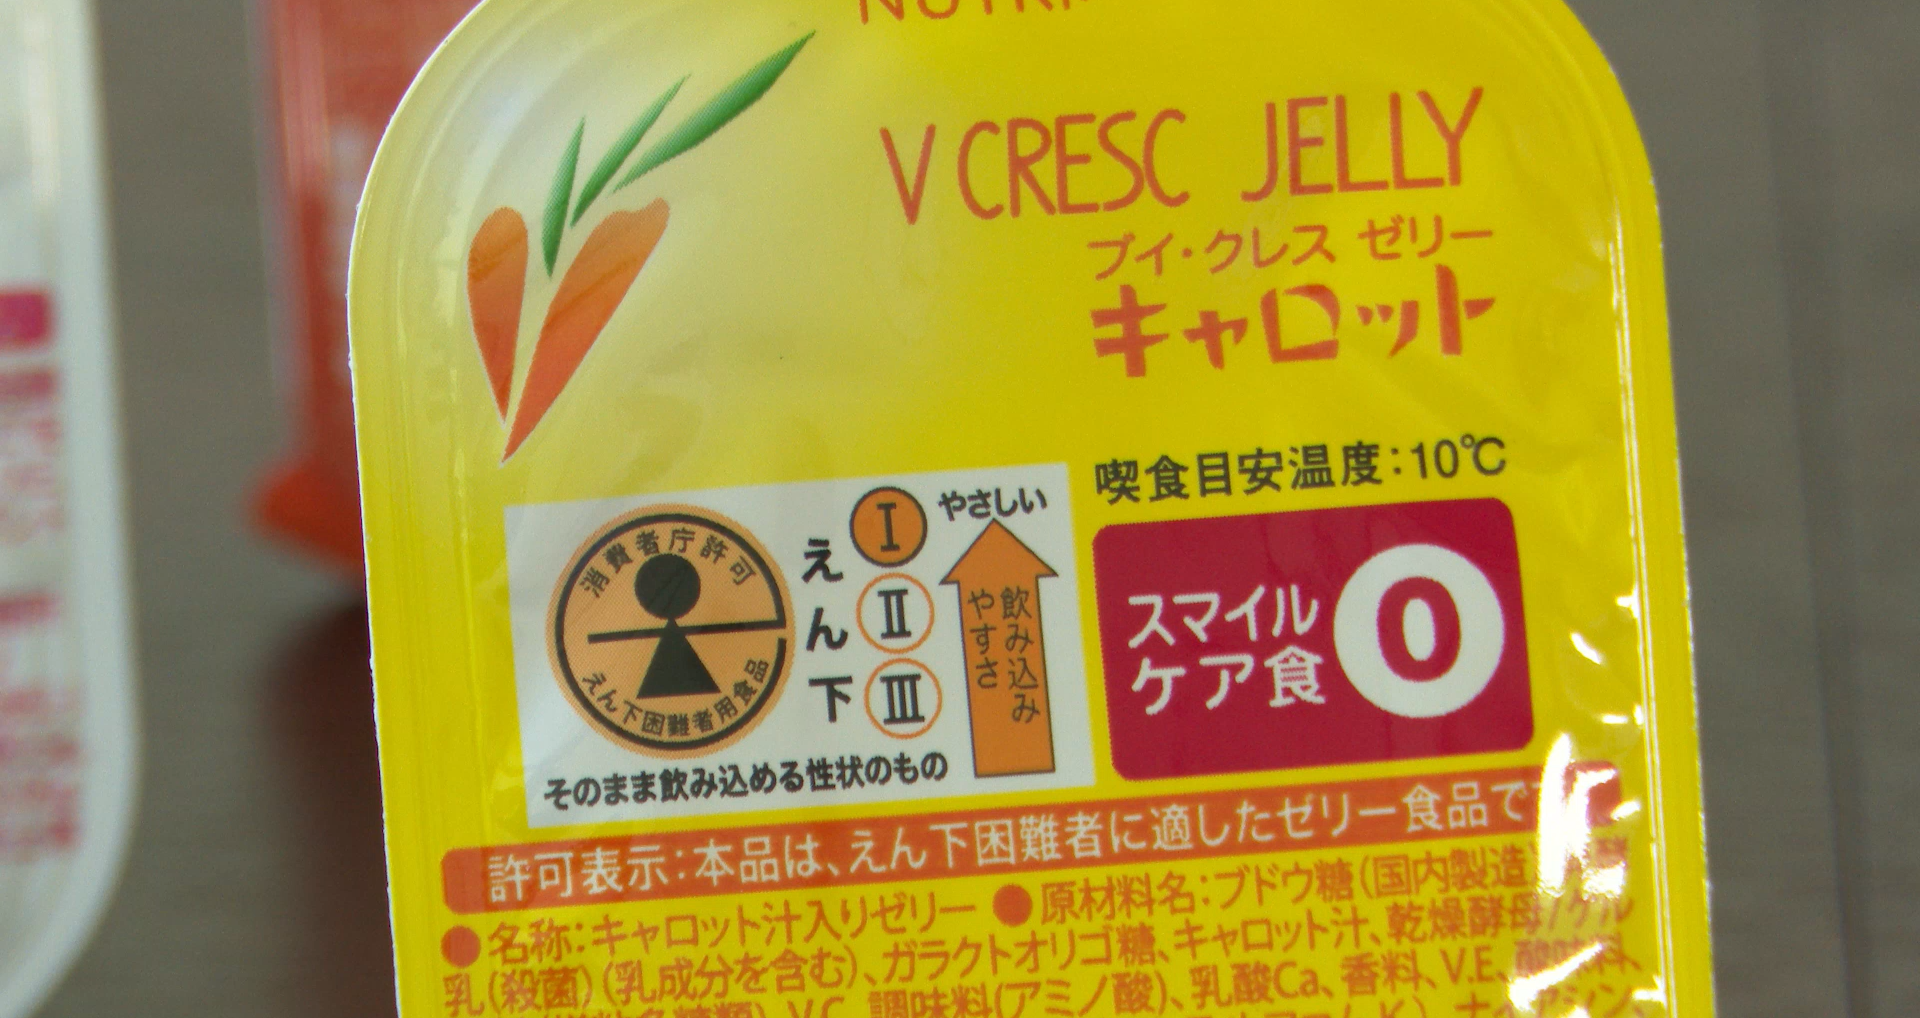 V CRESC JELLY
ブイ・クレス ゼリー
キャロット
喫食目安温度:10℃
消費者庁許可
えん下困難者用食品
えん下
I
II
III
やさしい
飲み込み
やすさ
そのまま飲み込める性状のもの
スマイル
ケア食
0
許可表示:本品は、えん下困難者に適したゼリー食品で
●名称:キャロット汁入りゼリー ●原材料名:ブドウ糖(国内製造)
乳(殺菌)(乳成分を含む)、ガラクトオリゴ糖、キャロット汁、乾燥酵母/ゲル
V.C、調味料(アミノ酸)、乳酸Ca、香料、V.E、酸味料、